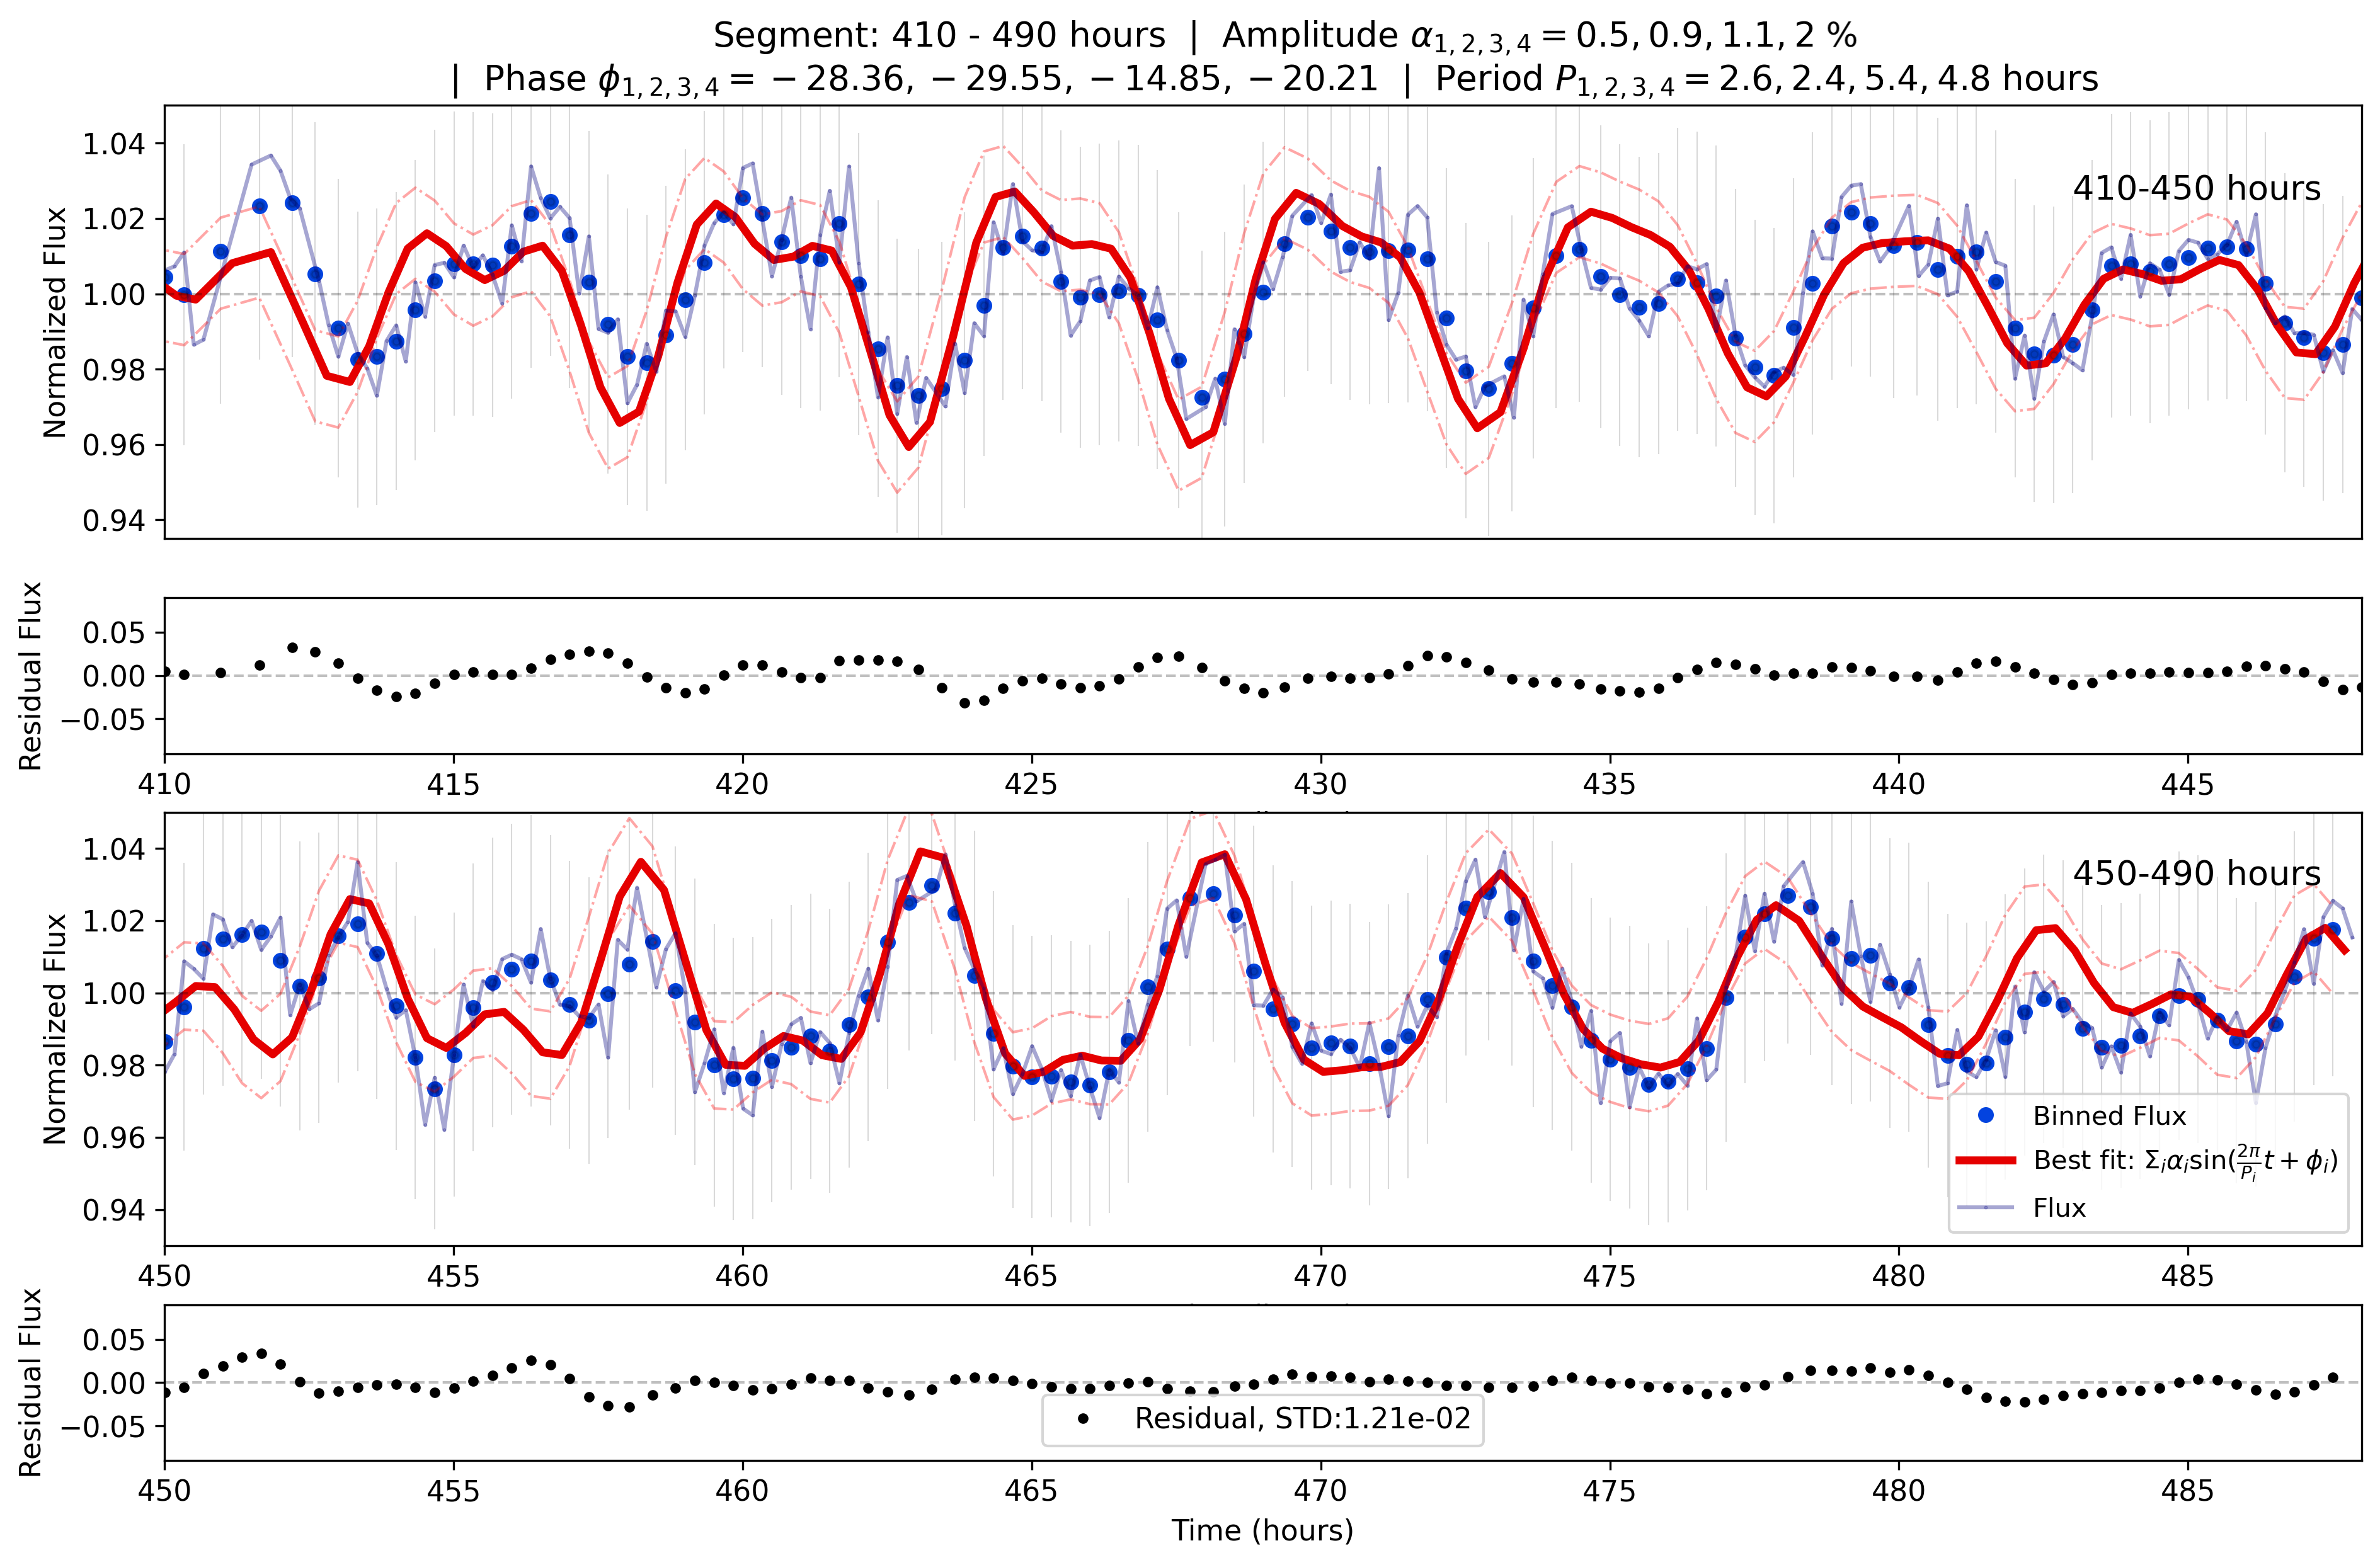 Segment: 410 - 490 hours | Amplitude α1, 2, 3, 4 = 0.5, 0.9, 1.1, 2 %
| Phase ϕ1, 2, 3, 4 = −28.36, −29.55, −14.85, −20.21 | Period P1, 2, 3, 4 = 2.6, 2.4, 5.4, 4.8 hours
Normalized Flux
1.04
1.02
1.00
0.98
0.96
0.94
410-450 hours
Residual Flux
0.05
0.00
−0.05
410 415 420 425 430 435 440 445
Normalized Flux
1.04
1.02
1.00
0.98
0.96
0.94
450-490 hours
Binned Flux
Best fit: Σiαisin(2π/Pi t + ϕi)
Flux
450 455 460 465 470 475 480 485
Residual Flux
0.05
0.00
−0.05
Residual, STD:1.21e-02
450 455 460 465 470 475 480 485
Time (hours)